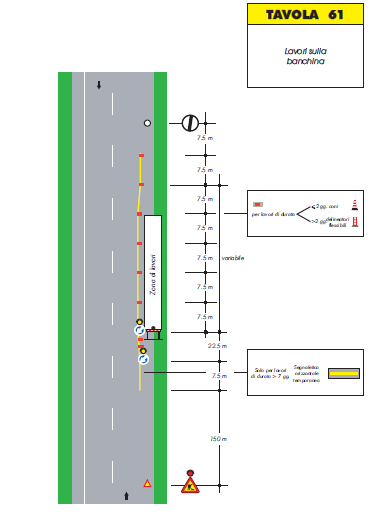 TAVOLA 61
Lavori sulla
banchina
7.5 m
7.5 m
7.5 m
7.5 m
7.5 m
variabile
7.5 m
7.5 m
22.5 m
7.5 m
150 m
Zona di lavori
per lavori di durata
≤ 2 gg. coni
>2 gg. delineatori
flessibili
Solo per lavori
di durata > 7 gg.
Segnaletica
orizzontale
temporanea